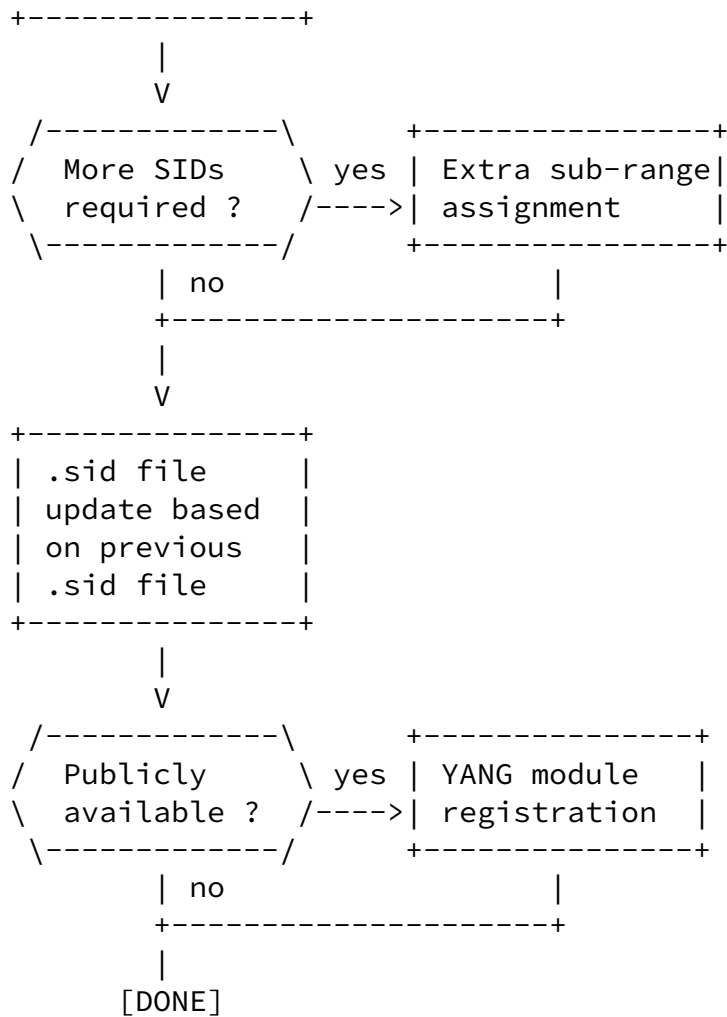 More SIDs yes Extra sub-range
required ? assignment
no
.sid file
update based
on previous
.sid file
Publicly yes YANG module
available ? registration
no
[DONE]